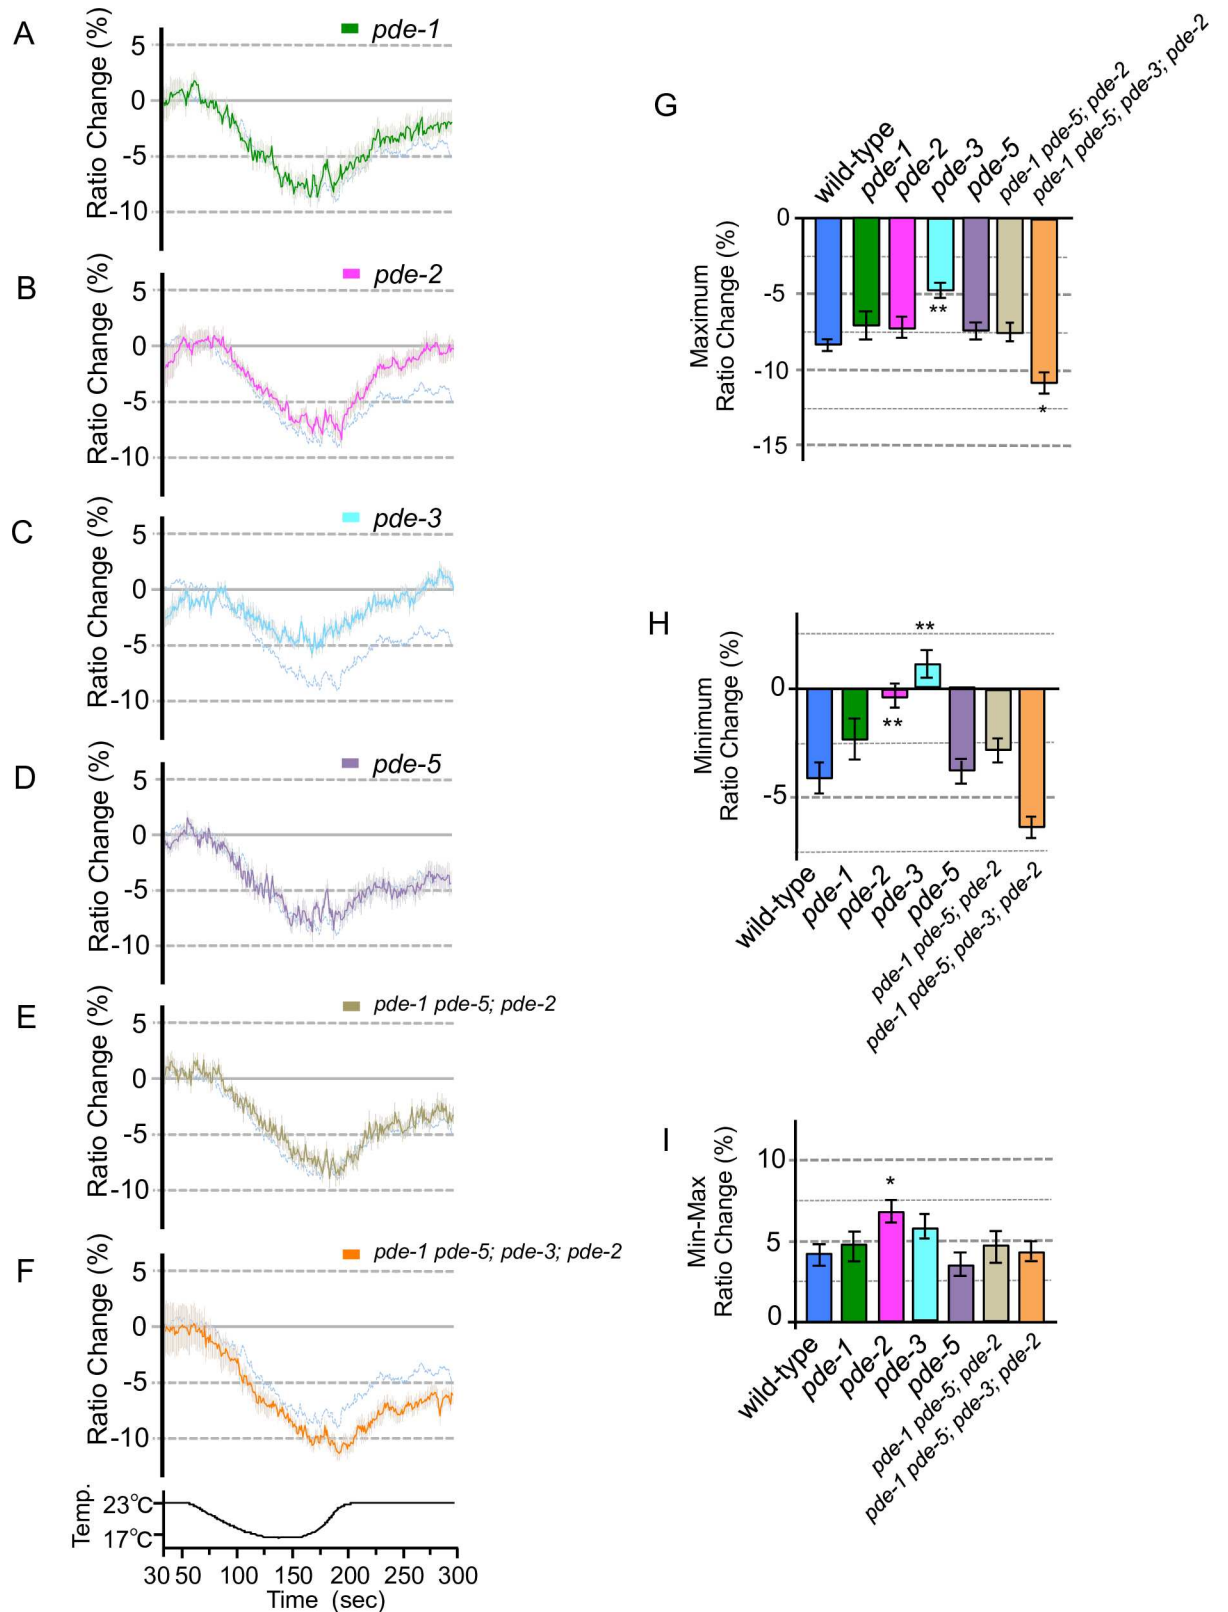 A
pde-1
Ratio Change (%)
5
0
-5
-10
B
pde-2
Ratio Change (%)
5
0
-5
-10
C
pde-3
Ratio Change (%)
5
0
-5
-10
D
pde-5
Ratio Change (%)
5
0
-5
-10
E
pde-1 pde-5; pde-2
Ratio Change (%)
5
0
-5
-10
F
pde-1 pde-5; pde-3; pde-2
Ratio Change (%)
5
0
-5
-10
Temp.
23°C
17°C
30 50 100 150 200 250 300
Time (sec)
G
wild-type
pde-1
pde-2
pde-3
pde-5
pde-1 pde-5; pde-2
pde-1 pde-5; pde-3; pde-2
Maximum
Ratio Change (%)
0
-5
-10
-15
**
*
H
Minimum
Ratio Change (%)
0
-5
**
**
wild-type
pde-1
pde-2
pde-3
pde-5
pde-1 pde-5; pde-2
pde-1 pde-5; pde-3; pde-2
I
Min-Max
Ratio Change (%)
10
5
0
*
wild-type
pde-1
pde-2
pde-3
pde-5
pde-1 pde-5; pde-2
pde-1 pde-5; pde-3; pde-2